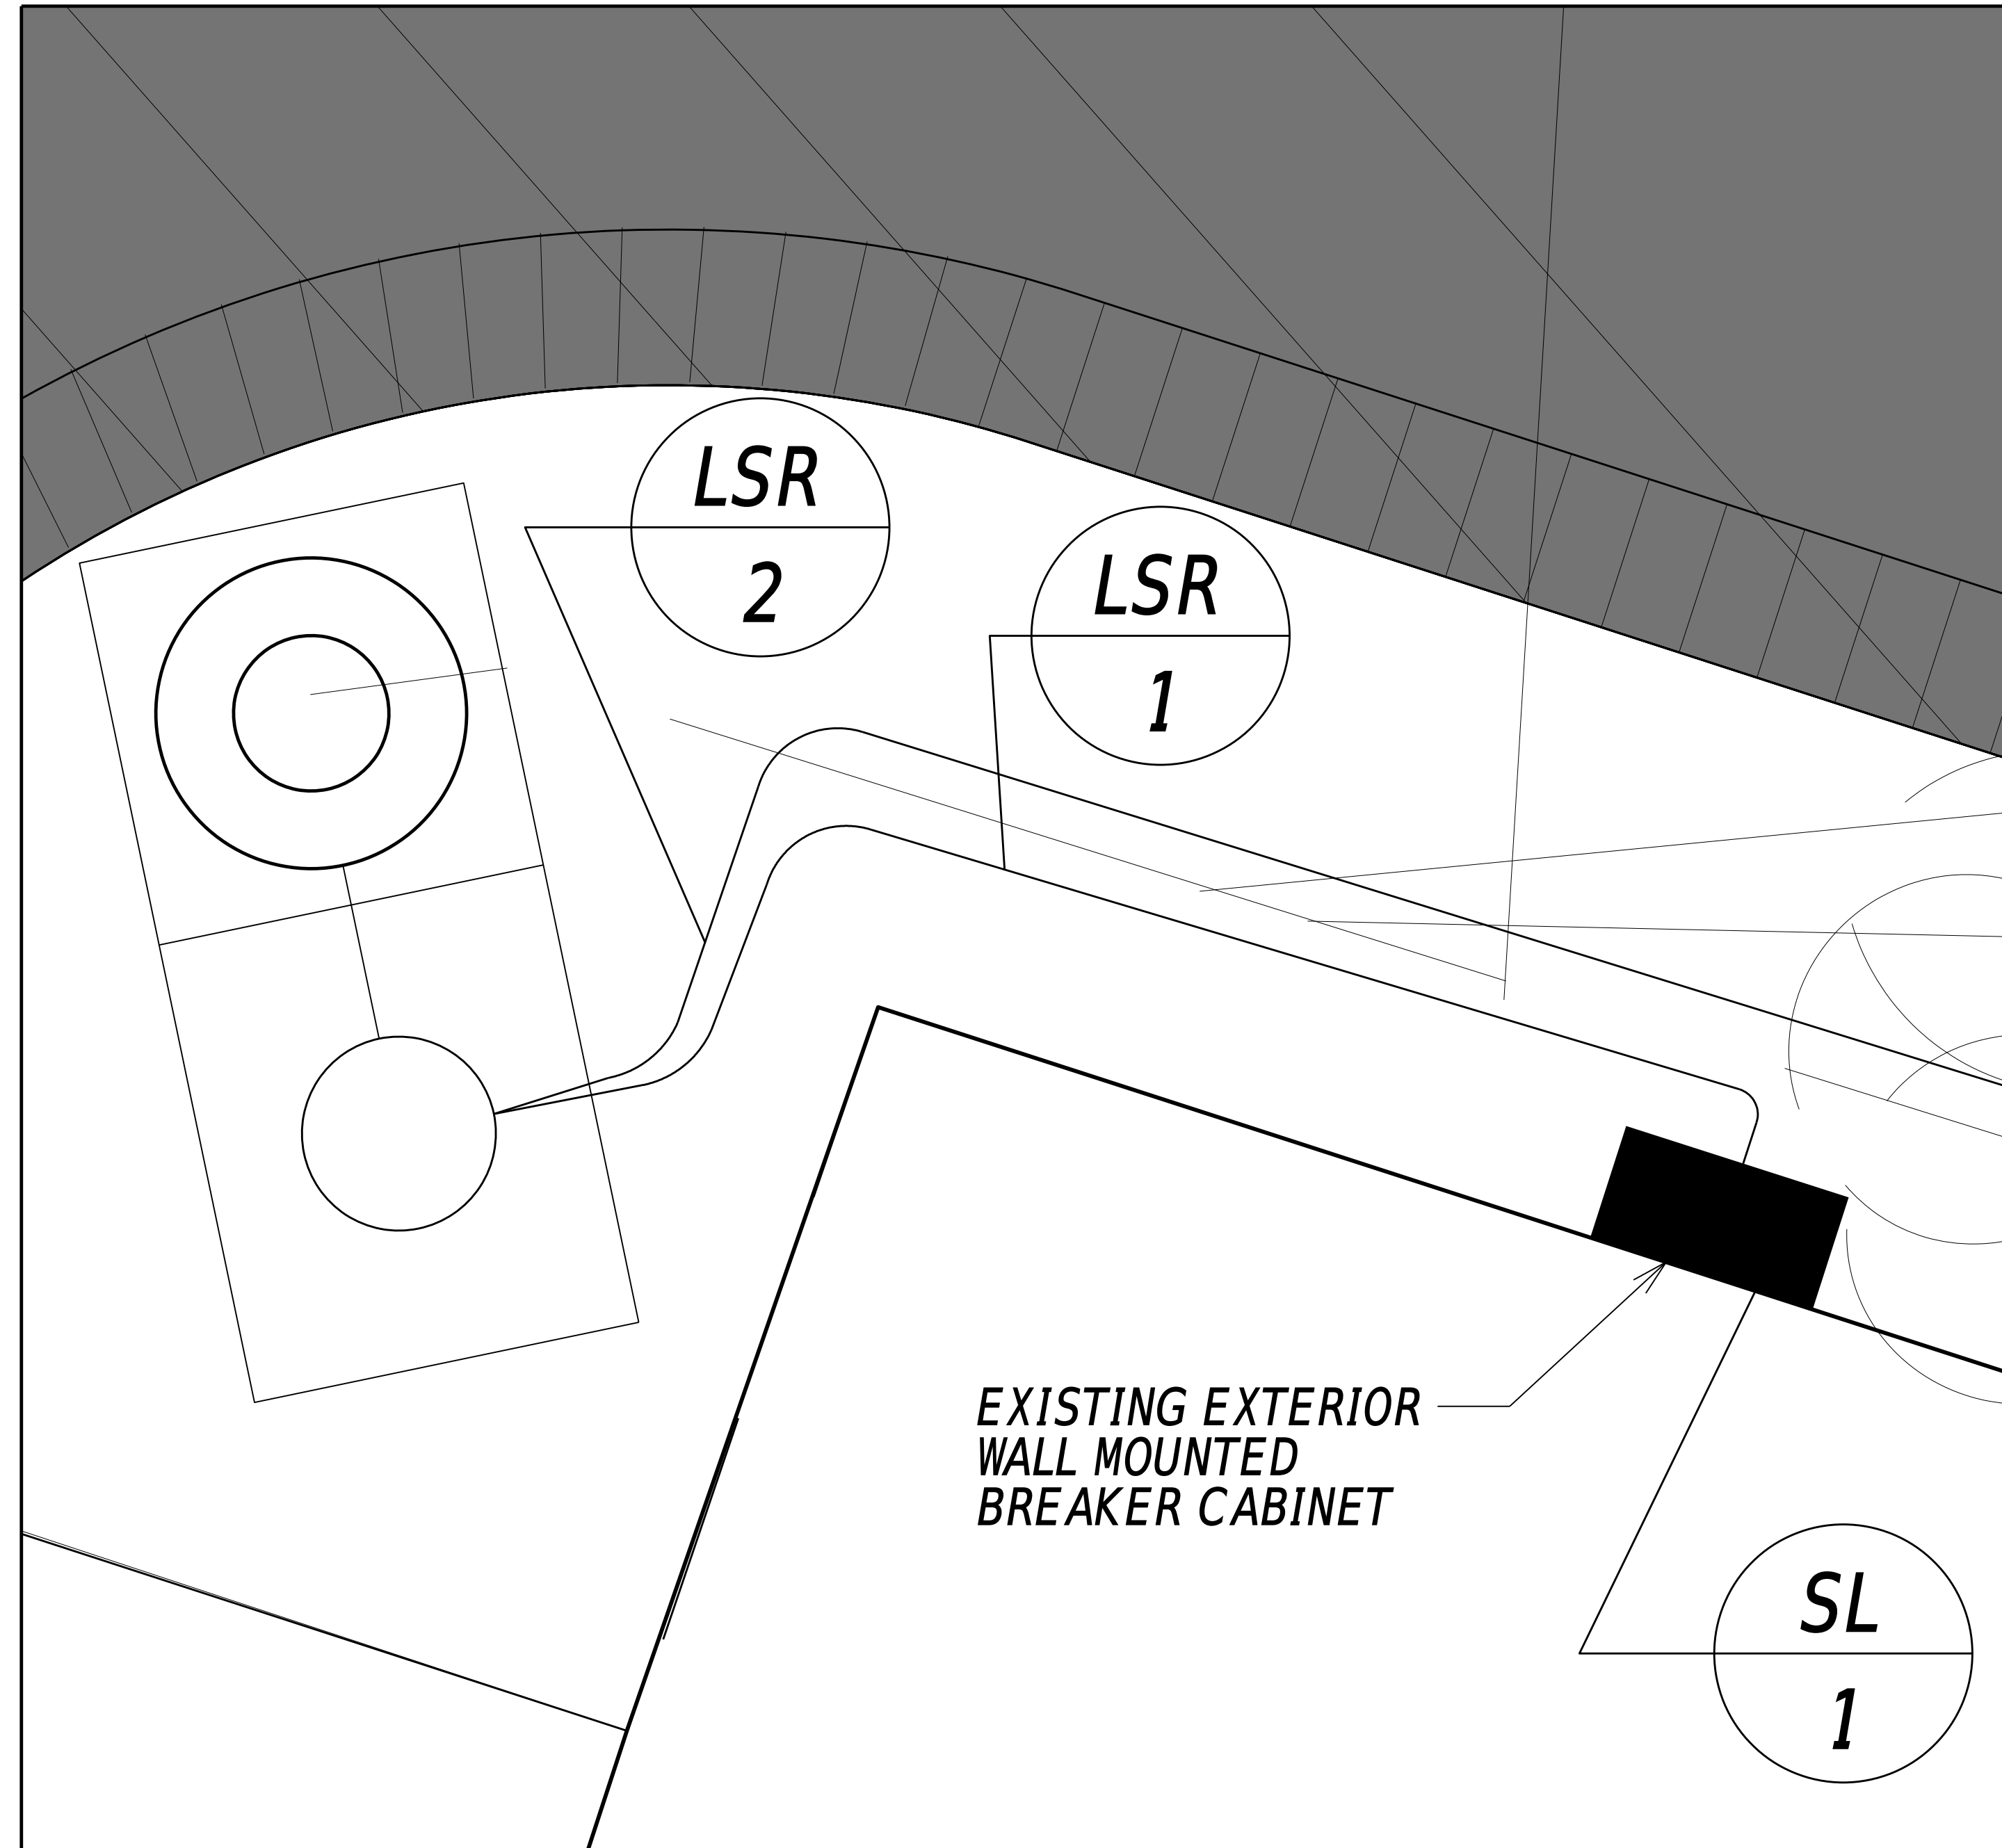 LSR
2
LSR
1
EXISTING EXTERIOR
WALL MOUNTED
BREAKER CABINET
SL
1